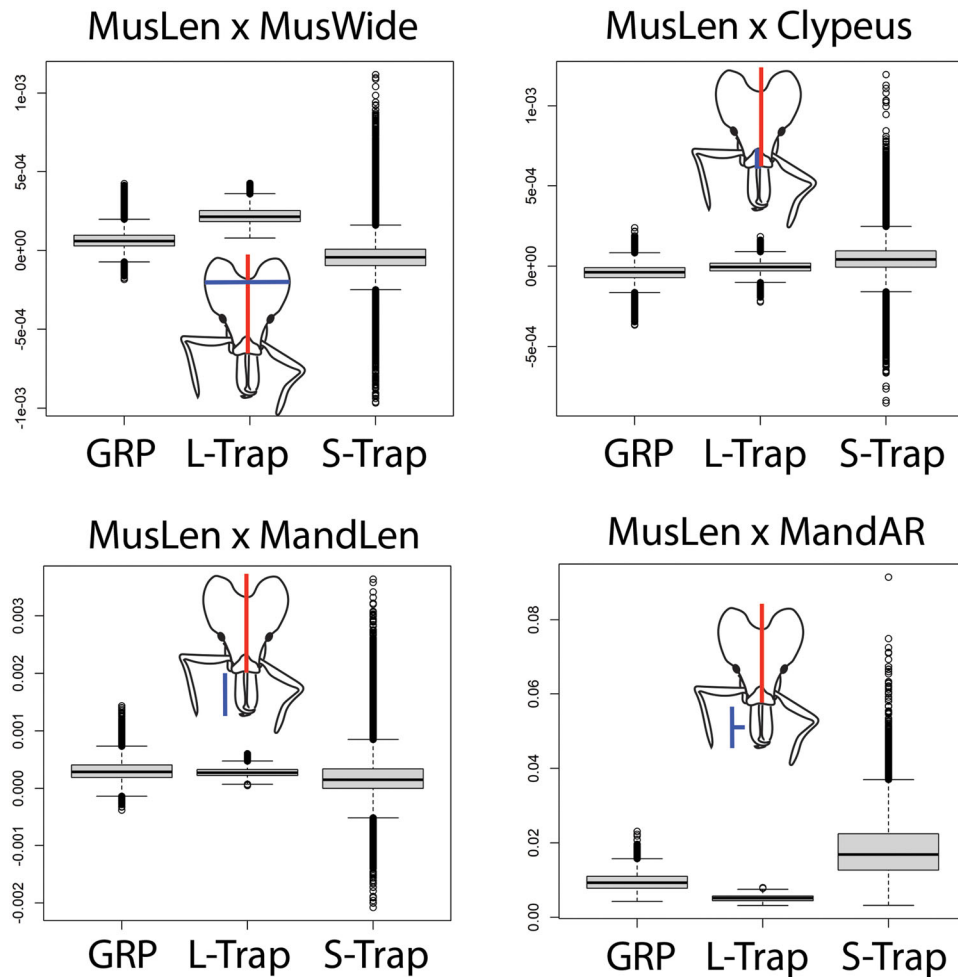 MusLen x MusWide
1e-03
5e-04
0e+00
-5e-04
-1e-03
GRP L-Trap S-Trap
MusLen x Clypeus
1e-03
5e-04
0e+00
-5e-04
GRP L-Trap S-Trap
MusLen x MandLen
0.003
0.002
0.001
0.000
-0.001
-0.002
GRP L-Trap S-Trap
MusLen x MandAR
0.08
0.06
0.04
0.02
0.00
GRP L-Trap S-Trap